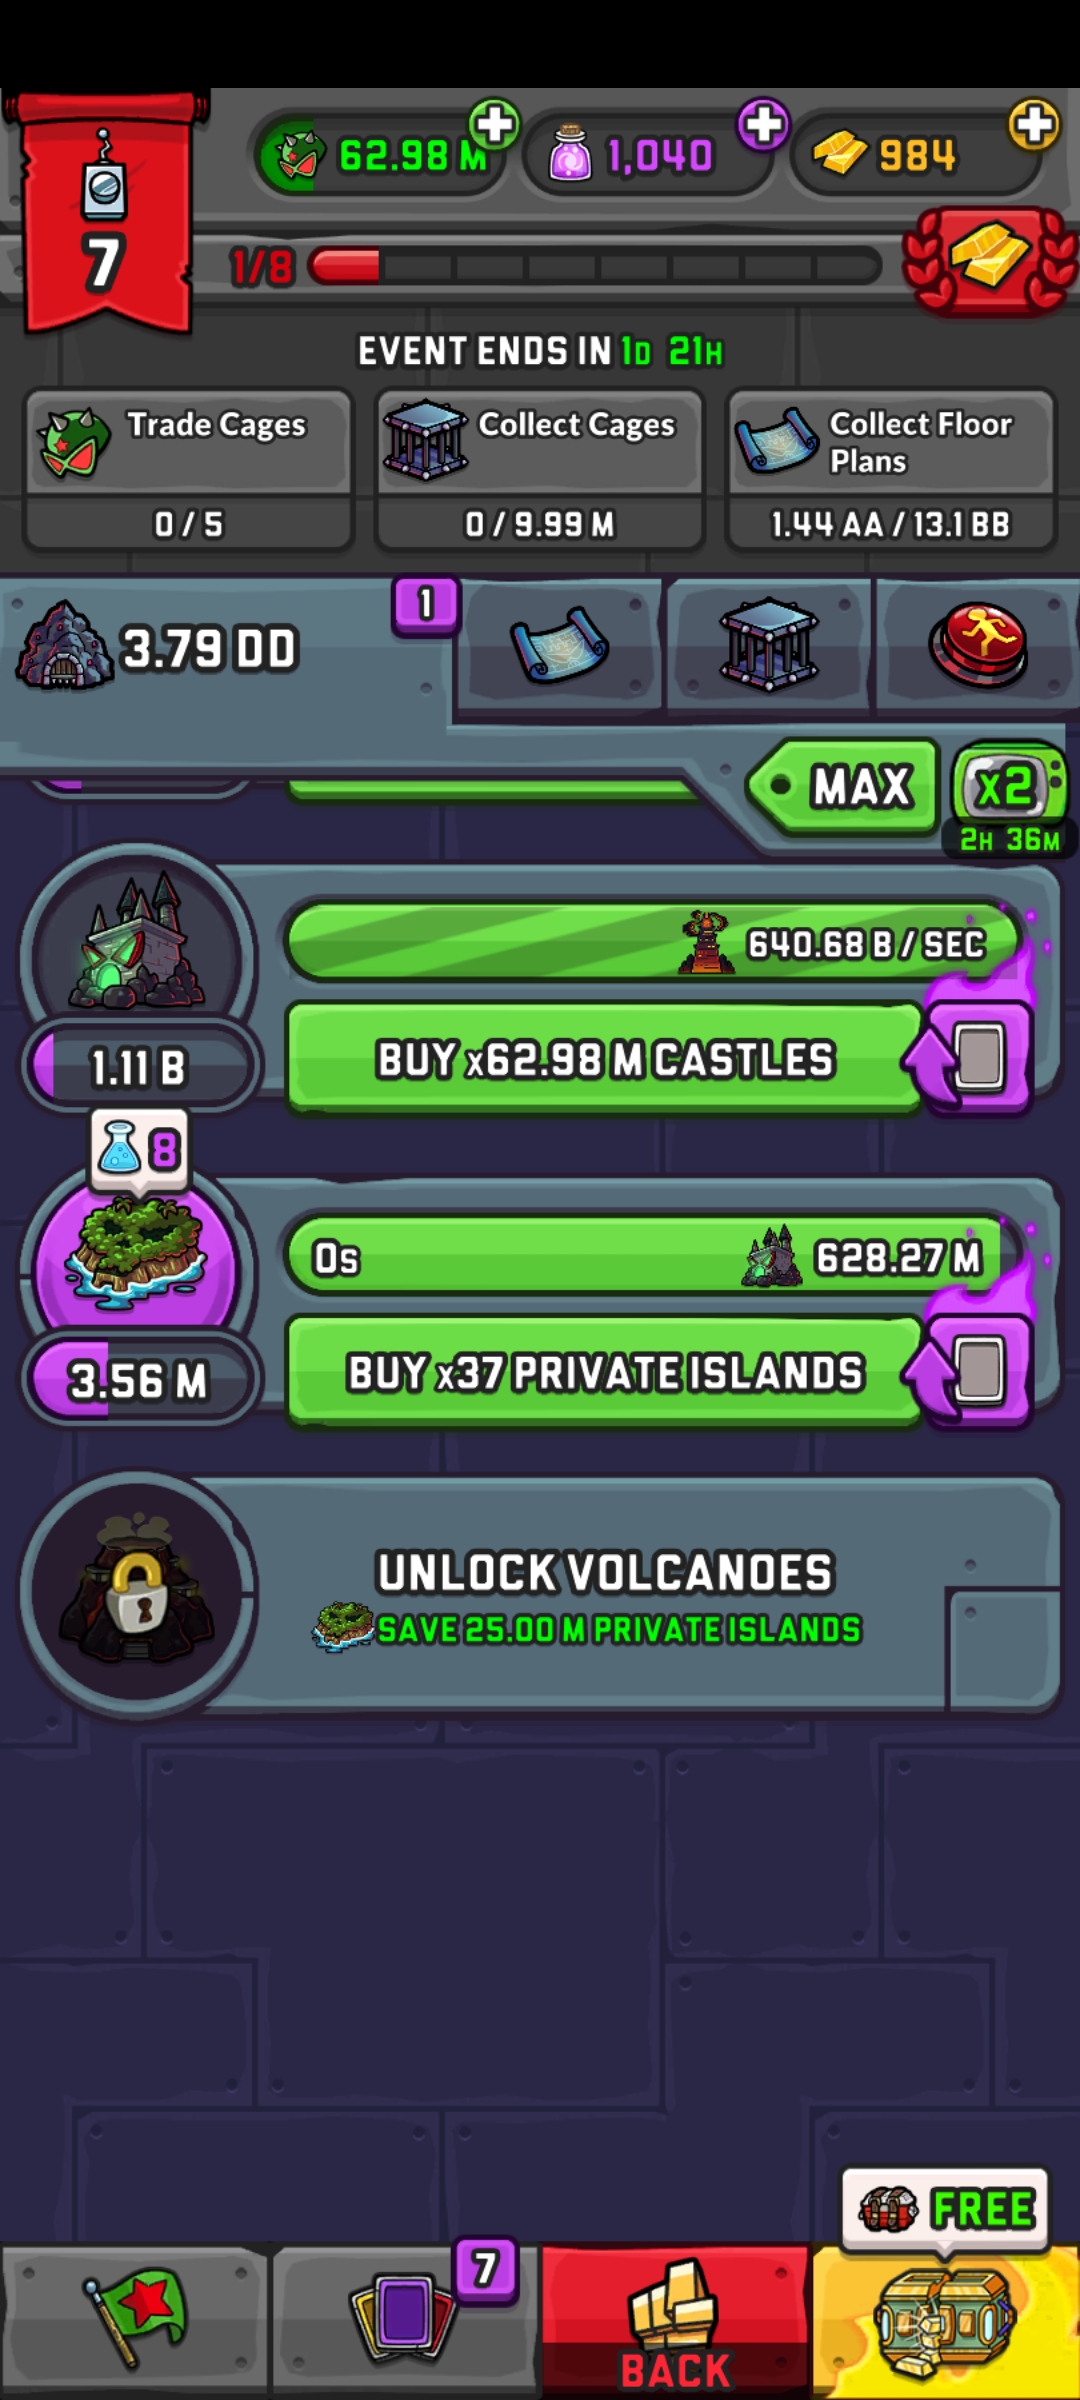 62.98 M
1,040
984
7
1/8
EVENT ENDS IN 1D 21H
Trade Cages
0 / 5
Collect Cages
0 / 9.99 M
Collect Floor
Plans
1.44 AA / 13.1 BB
3.79 DD
1
MAX
x2
2H 36M
640.68 B / SEC
1.11 B
BUY x62.98 M CASTLES
8
0s
628.27 M
3.56 M
BUY x37 PRIVATE ISLANDS
UNLOCK VOLCANOES
SAVE 25.00 M PRIVATE ISLANDS
FREE
7
BACK